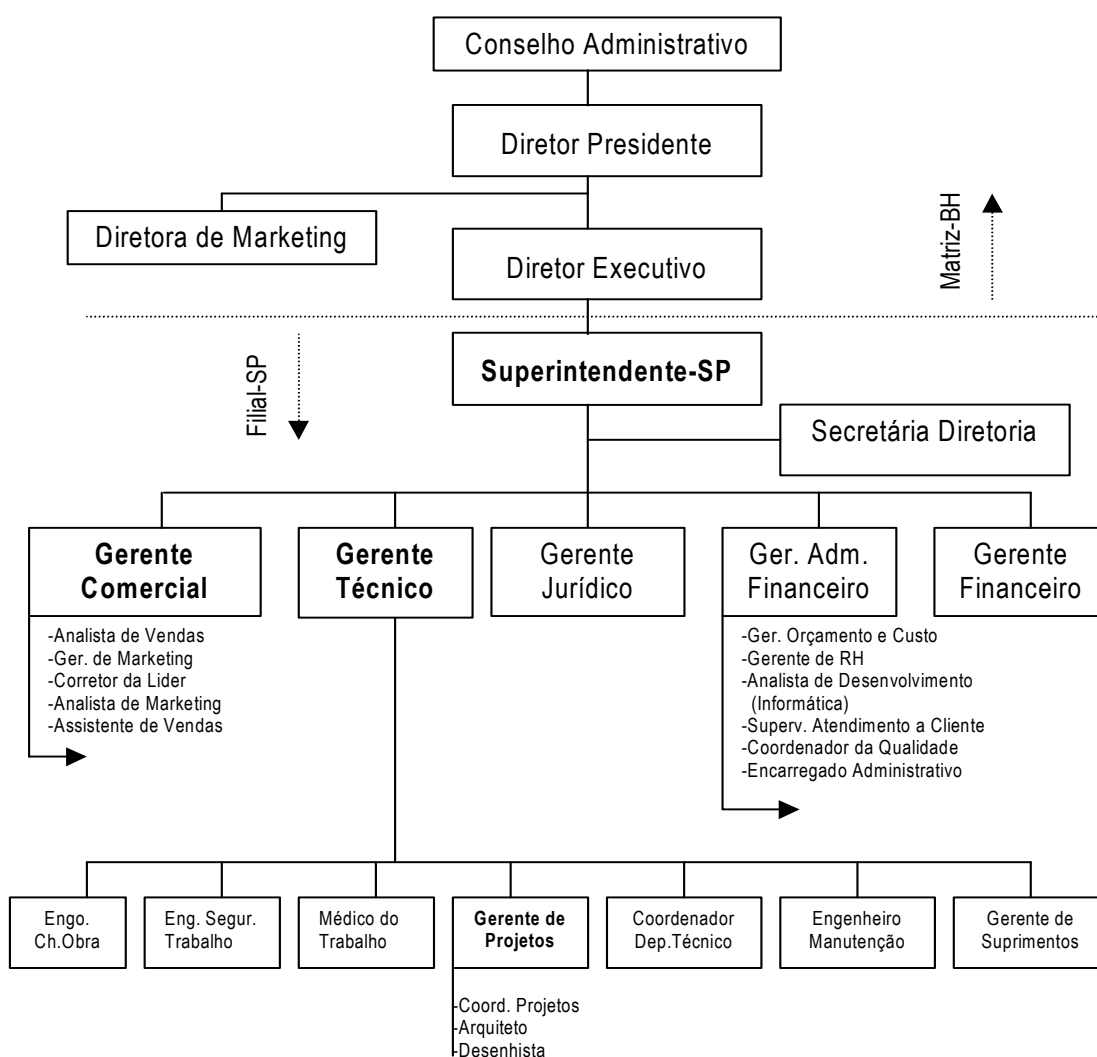 Conselho Administrativo
Diretor Presidente
Diretora de Marketing
Diretor Executivo
Matriz-BH
Filial-SP
Superintendente-SP
Secretária Diretoria
Gerente
Comercial
Gerente
Técnico
Gerente
Jurídico
Ger. Adm.
Financeiro
Gerente
Financeiro
-Analista de Vendas
-Ger. de Marketing
-Corretor da Lider
-Analista de Marketing
-Assistente de Vendas
-Ger. Orçamento e Custo
-Gerente de RH
-Analista de Desenvolvimento
(Informática)
-Superv. Atendimento a Cliente
-Coordenador da Qualidade
-Encarregado Administrativo
Engo.
Ch.Obra
Eng. Segur.
Trabalho
Médico do
Trabalho
Gerente de
Projetos
Coordenador
Dep.Técnico
Engenheiro
Manutenção
Gerente de
Suprimentos
-Coord. Projetos
-Arquiteto
-Desenhista